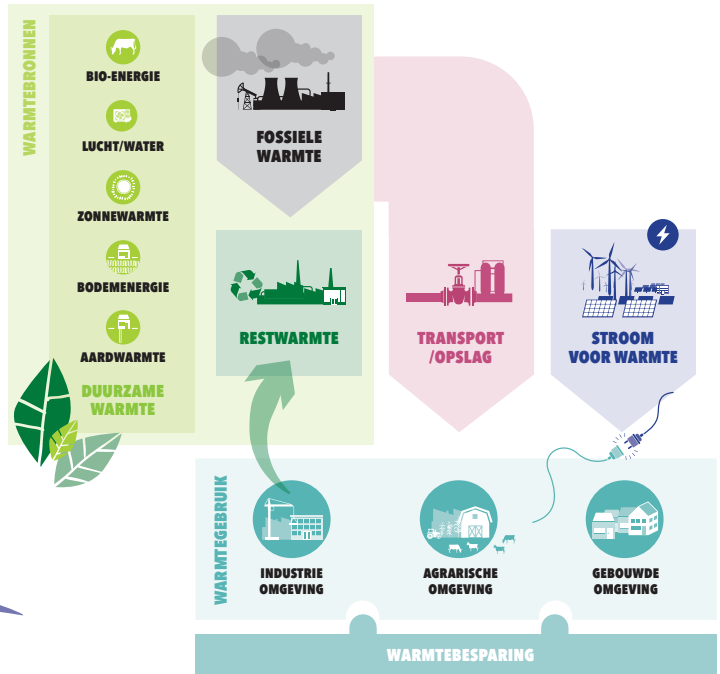 WARMTEBRONNEN
BIO-ENERGIE
LUCHT/WATER
ZONNEWARMTE
BODEMENERGIE
AARDWARMTE
DUURZAME
WARMTE
FOSSIELE
WARMTE
RESTWARMTE
TRANSPORT
/OPSLAG
STROOM
VOOR WARMTE
WARMTEGEBRUIK
INDUSTRIE
OMGEVING
AGRARISCHE
OMGEVING
GEBOUWDE
OMGEVING
WARMTEBESPARING